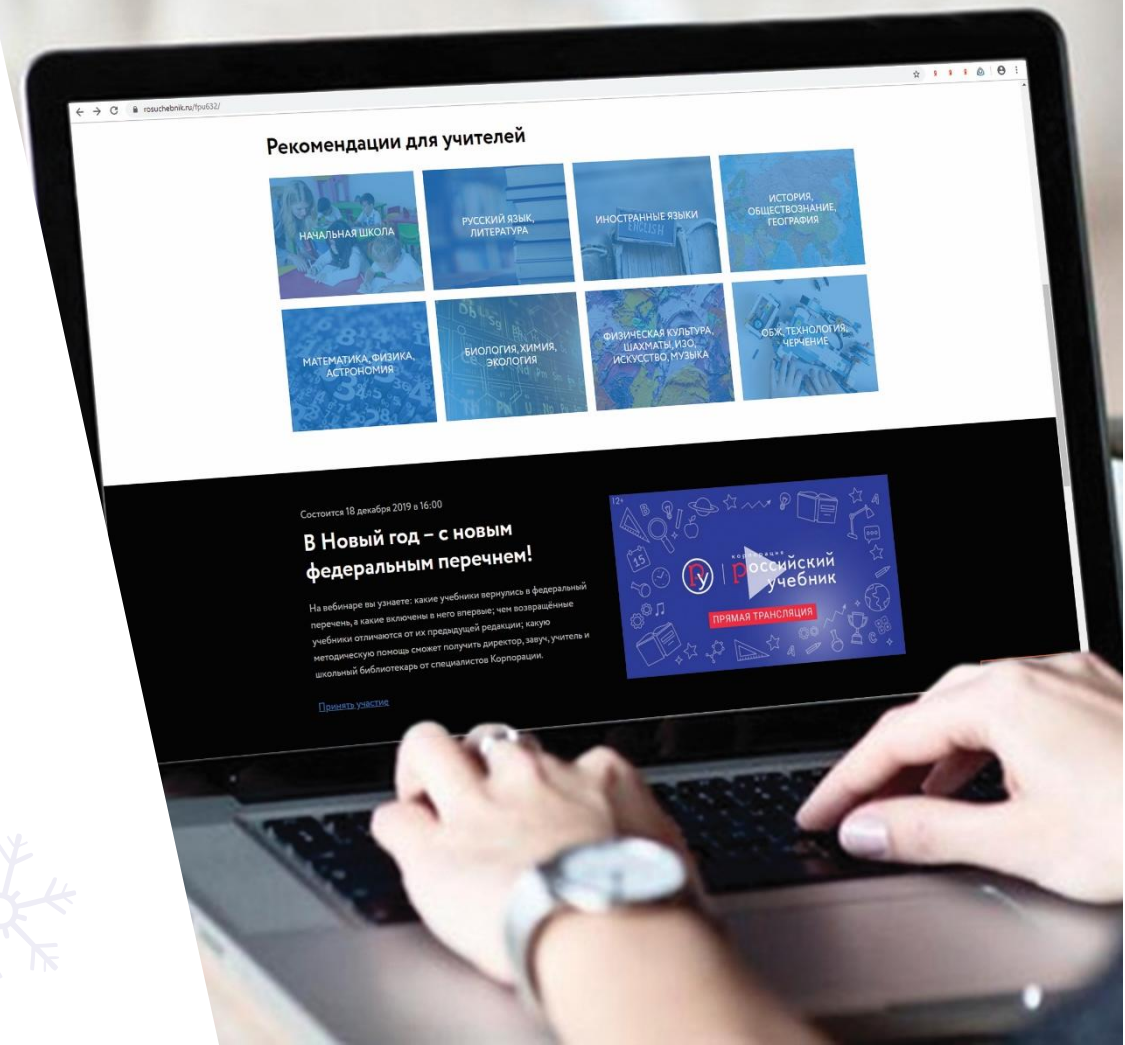 rosuchebnik.ru/fpu632/
Рекомендации для учителей
НАЧАЛЬНАЯ ШКОЛА
РУССКИЙ ЯЗЫК,
ЛИТЕРАТУРА
ИНОСТРАННЫЕ ЯЗЫКИ
ENGLISH
ИСТОРИЯ,
ОБЩЕСТВОЗНАНИЕ,
ГЕОГРАФИЯ
МАТЕМАТИКА, ФИЗИКА,
АСТРОНОМИЯ
БИОЛОГИЯ, ХИМИЯ,
ЭКОЛОГИЯ
ФИЗИЧЕСКАЯ КУЛЬТУРА,
ШАХМАТЫ, ИЗО,
ИСКУССТВО, МУЗЫКА
ОБЖ, ТЕХНОЛОГИЯ,
ЧЕРЧЕНИЕ
Состоится 18 декабря 2019 в 16:00
В Новый год – с новым
федеральным перечнем!
На вебинаре вы узнаете: какие учебники вернулись в федеральный
перечень, а какие включены в него впервые; чем возвращённые
учебники отличаются от их предыдущей редакции; какую
методическую помощь сможет получить директор, завуч, учитель и
школьный библиотекарь от специалистов Корпорации.
Принять участие
12+
15
ру
корпорация
российский
учебник
ПРЯМАЯ ТРАНСЛЯЦИЯ